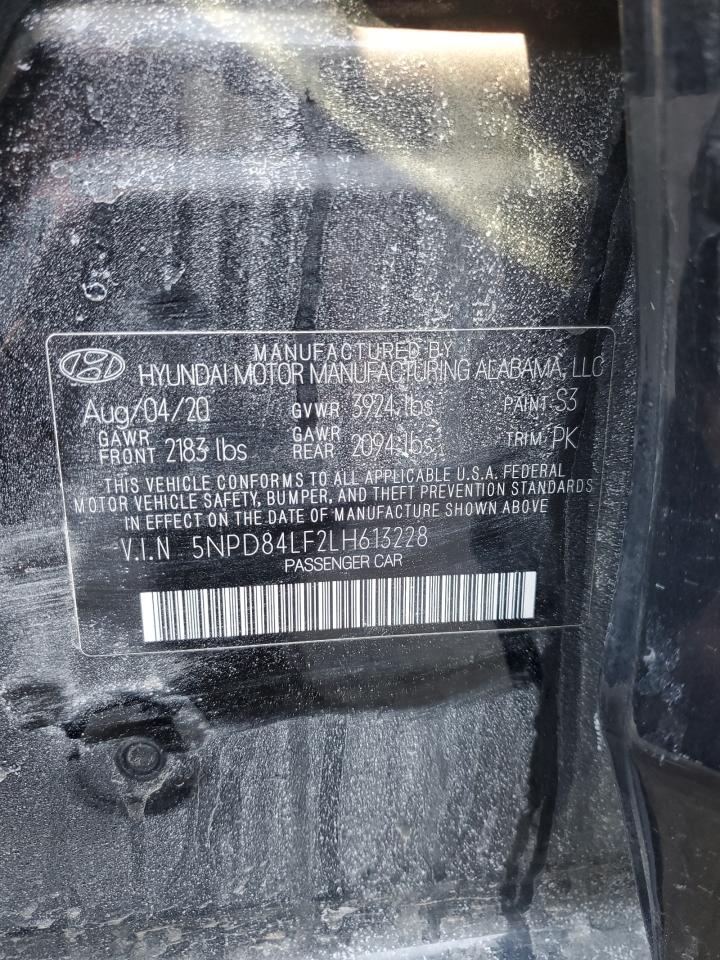 MANUFACTURED BY
HYUNDAI MOTOR MANUFACTURING ALABAMA, LLC
Aug/04/20 GVWR 3924 lbs PAINT S3
GAWR FRONT 2183 lbs GAWR REAR 2094 lbs TRIM PK
THIS VEHICLE CONFORMS TO ALL APPLICABLE U.S.A. FEDERAL
MOTOR VEHICLE SAFETY, BUMPER, AND THEFT PREVENTION STANDARDS
IN EFFECT ON THE DATE OF MANUFACTURE SHOWN ABOVE
V.I.N 5NPD84LF2LH613228
PASSENGER CAR